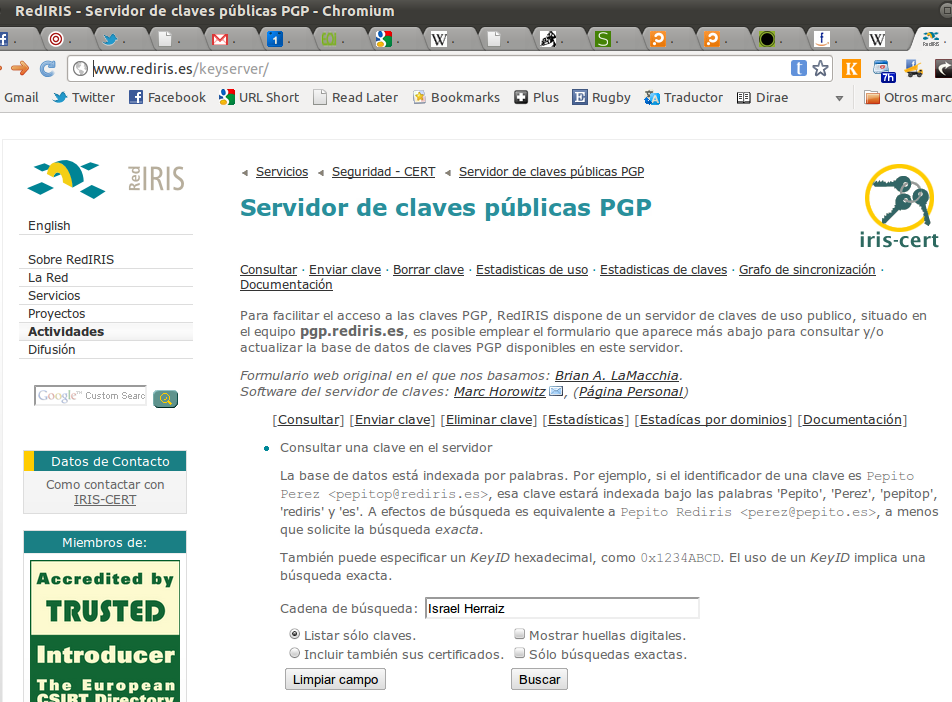 RedIRIS - Servidor de claves públicas PGP - Chromium
www.rediris.es/keyserver/
Gmail Twitter Facebook URL Short Read Later Bookmarks Plus Rugby Traductor Dirae Otros marc
Red IRIS
English
Sobre RedIRIS
La Red
Servicios
Proyectos
Actividades
Difusión
Google™ Custom Searc
Datos de Contacto
Como contactar con
IRIS-CERT
Miembros de:
Accredited by
TRUSTED
Introducer
The European
CSIRT Directory
Servicios Seguridad - CERT Servidor de claves públicas PGP
Servidor de claves públicas PGP
iris-cert
Consultar · Enviar clave · Borrar clave · Estadisticas de uso · Estadisticas de claves · Grafo de sincronización ·
Documentación
Para facilitar el acceso a las claves PGP, RedIRIS dispone de un servidor de claves de uso publico, situado en
el equipo pgp.rediris.es, es posible emplear el formulario que aparece más abajo para consultar y/o
actualizar la base de datos de claves PGP disponibles en este servidor.
Formulario web original en el que nos basamos: Brian A. LaMacchia.
Software del servidor de claves: Marc Horowitz , (Página Personal)
[Consultar] [Enviar clave] [Eliminar clave] [Estadísticas] [Estadícas por dominios] [Documentación]
Consultar una clave en el servidor
La base de datos está indexada por palabras. Por ejemplo, si el identificador de una clave es Pepito
Perez <pepitop@rediris.es>, esa clave estará indexada bajo las palabras 'Pepito', 'Perez', 'pepitop',
'rediris' y 'es'. A efectos de búsqueda es equivalente a Pepito Rediris <perez@pepito.es>, a menos
que solicite la búsqueda exacta.
También puede especificar un KeyID hexadecimal, como 0x1234ABCD. El uso de un KeyID implica una
búsqueda exacta.
Cadena de búsqueda: Israel Herraiz
Listar sólo claves. Mostrar huellas digitales.
Incluir también sus certificados. Sólo búsquedas exactas.
Limpiar campo Buscar